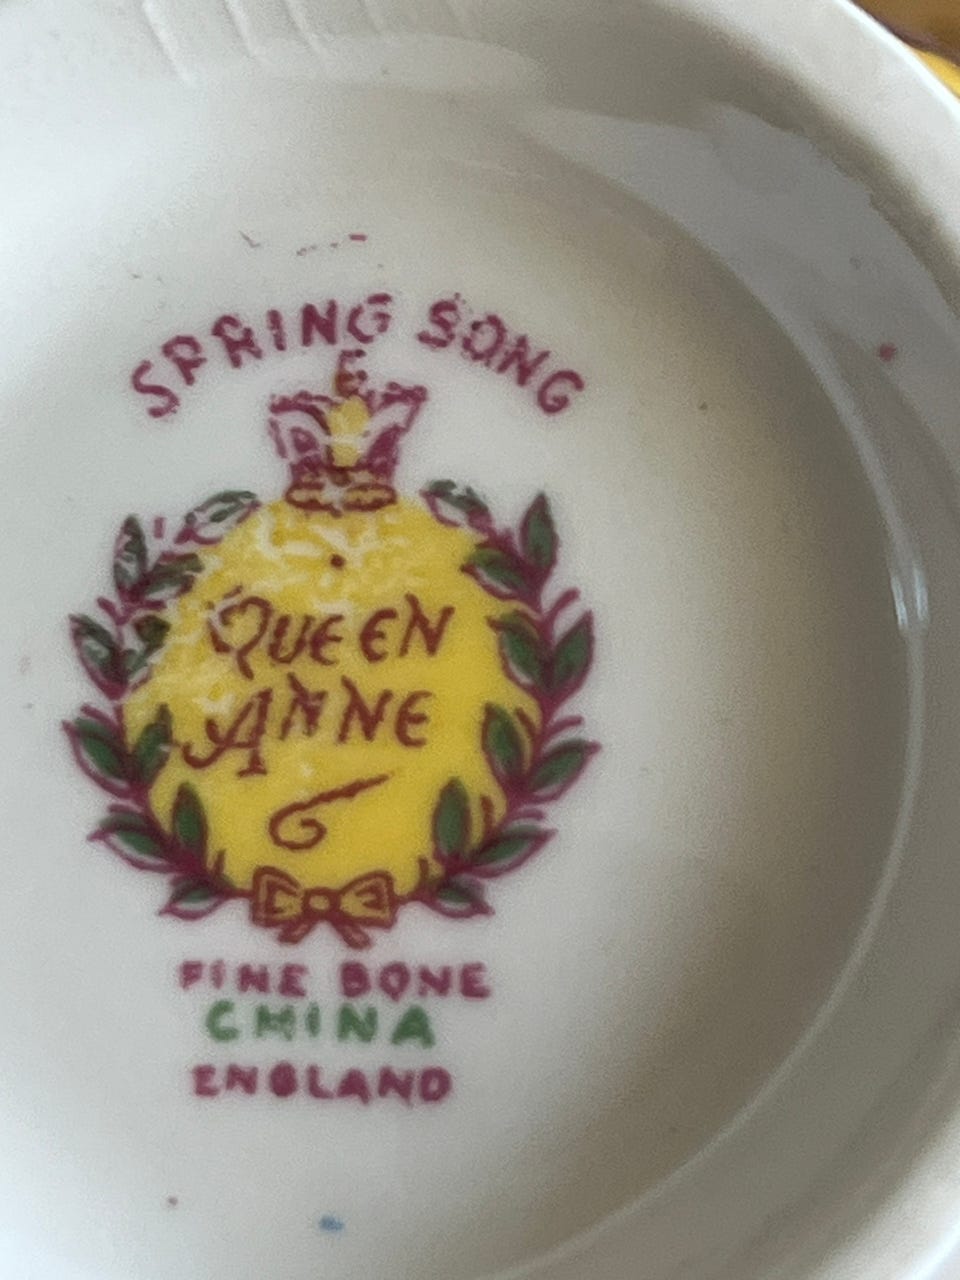 SPRING SONG
QUEEN
ANNE
FINE BONE
CHINA
ENGLAND